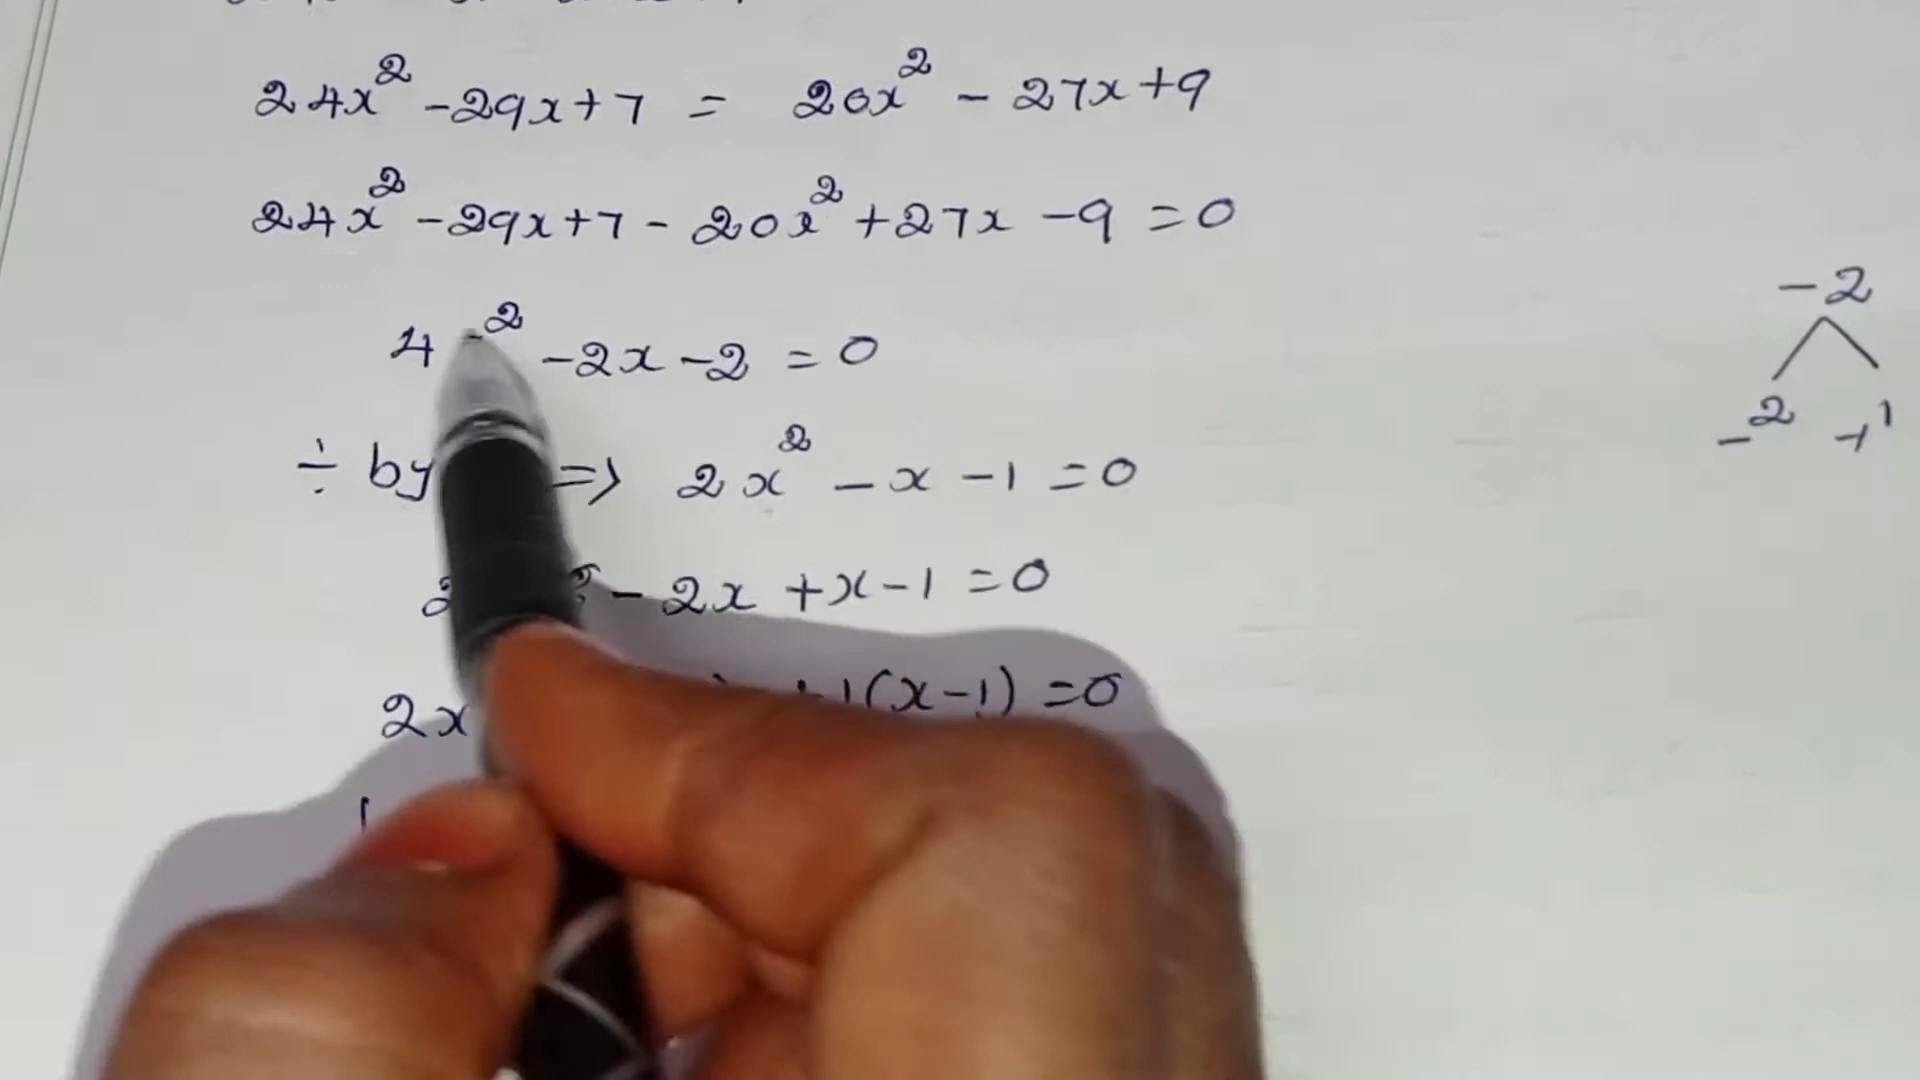 24x² -29x+7 = 20x² - 27x+9
24x² -29x+7 - 20x² +27x -9 =0
4 ² -2x -2 =0
÷ by => 2x² - x -1 =0
- 2x +x-1 =0
2x +1(x-1) =0
-2
-2 +1